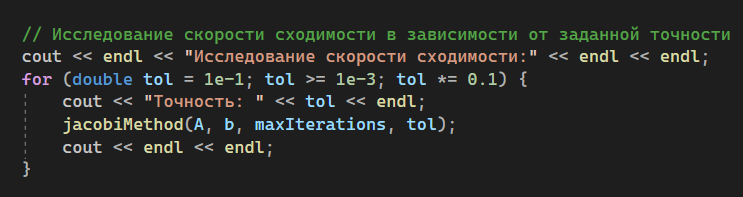 // Исследование скорости сходимости в зависимости от заданной точности
cout << endl << "Исследование скорости сходимости:" << endl << endl;
for (double tol = 1e-1; tol >= 1e-3; tol *= 0.1) {
    cout << "Точность: " << tol << endl;
    jacobiMethod(A, b, maxIterations, tol);
    cout << endl << endl;
}